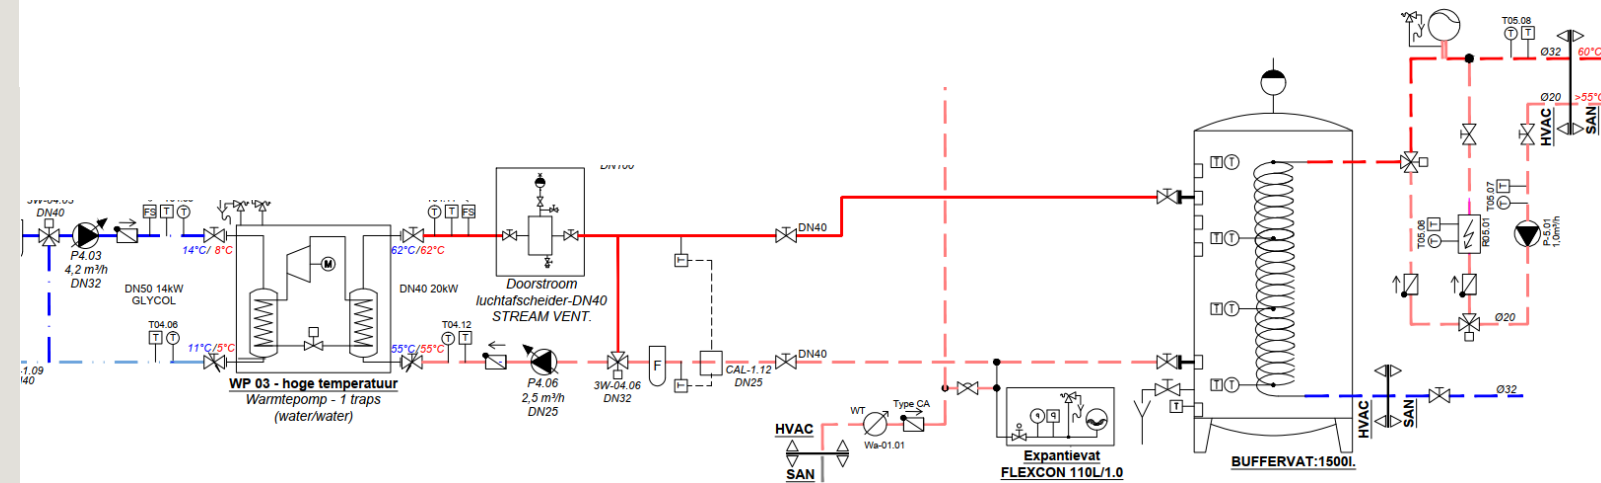 DN40
P4.03
4,2 m³/h
DN32
FS
T
T
14°C/ 8°C
DN50 14kW
GLYCOL
T04.06
T
T
11°C/5°C
40
M
WP 03 - hoge temperatuur
Warmtepomp - 1 traps
(water/water)
T
T
FS
62°C/62°C
DN40 20kW
T04.12
T
T
55°C/55°C
Doorstroom
luchtafscheider-DN40
STREAM VENT.
P4.06
2,5 m³/h
DN25
3W-04.06
DN32
F
T
T
CAL-1.12
DN25
DN40
DN40
HVAC
SAN
WT
Type CA
Wa-01.01
Expantievat
FLEXCON 110L/1.0
T
T
T
T
T
T
T
T
T
BUFFERVAT:1500l.
T05.08
T
T
Ø32
60°C
Ø20
>55°C
HVAC
SAN
T05.07
T
T
T05.06
T
T
R05.01
P-5.01
1,0m³/h
Ø20
Ø32
HVAC
SAN